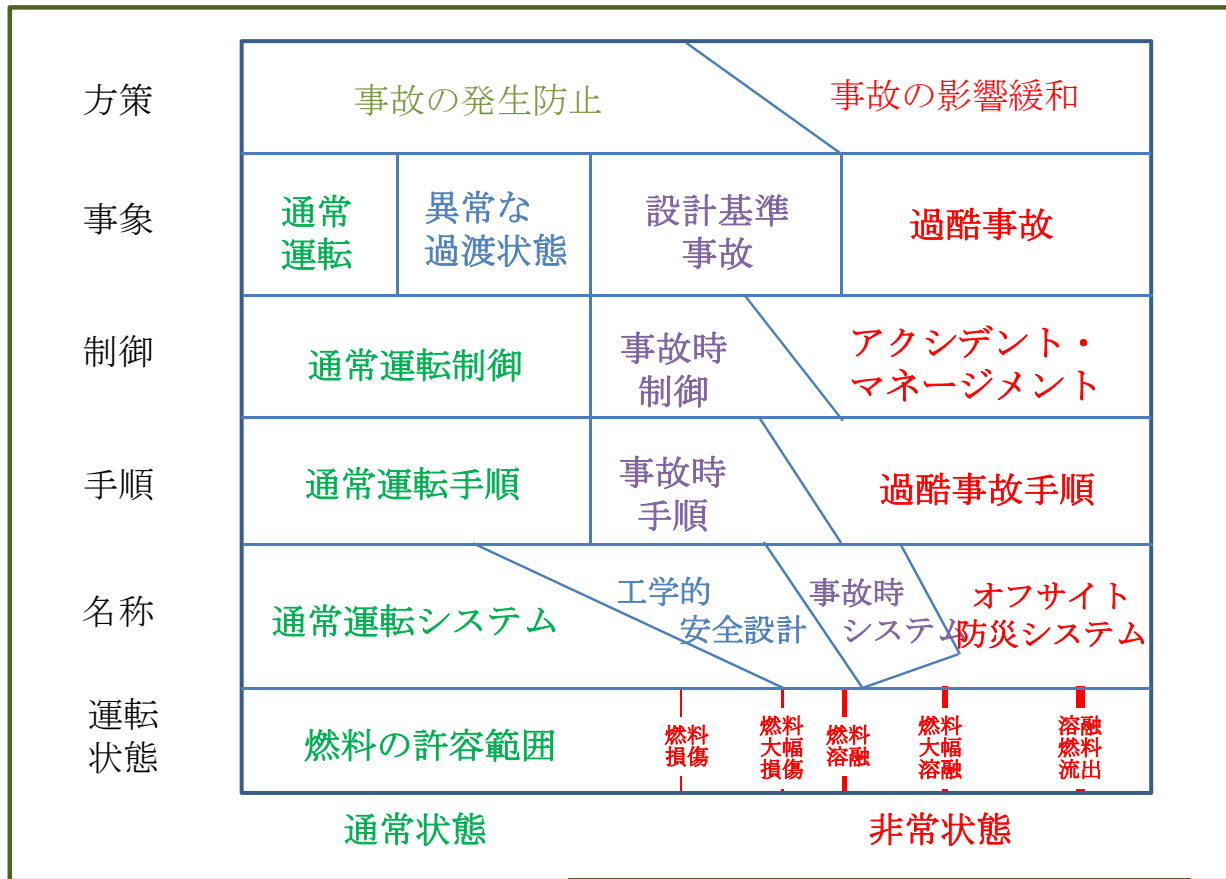 方策
事故の発生防止
事故の影響緩和
事象
通常
運転
異常な
過渡状態
設計基準
事故
過酷事故
制御
通常運転制御
事故時
制御
アクシデント・
マネージメント
手順
通常運転手順
事故時
手順
過酷事故手順
名称
通常運転システム
工学的
安全設計
事故時
システム
オフサイト
防災システム
運転
状態
燃料の許容範囲
燃料
損傷
燃料
大幅
損傷
燃料
溶融
燃料
大幅
溶融
溶融
燃料
流出
通常状態
非常状態